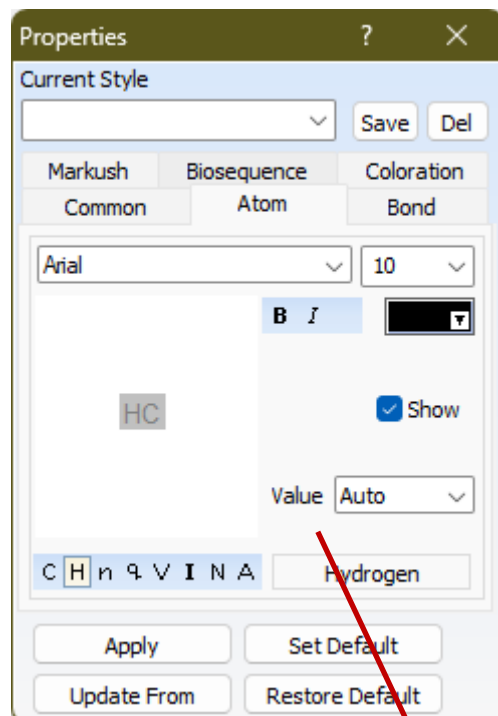 Properties ?
Current Style
Save Del
Markush Biosequence Coloration
Common Atom Bond
Arial 10
B I
HC
Show
Value Auto
C H n q V I N A Hydrogen
Apply Set Default
Update From Restore Default